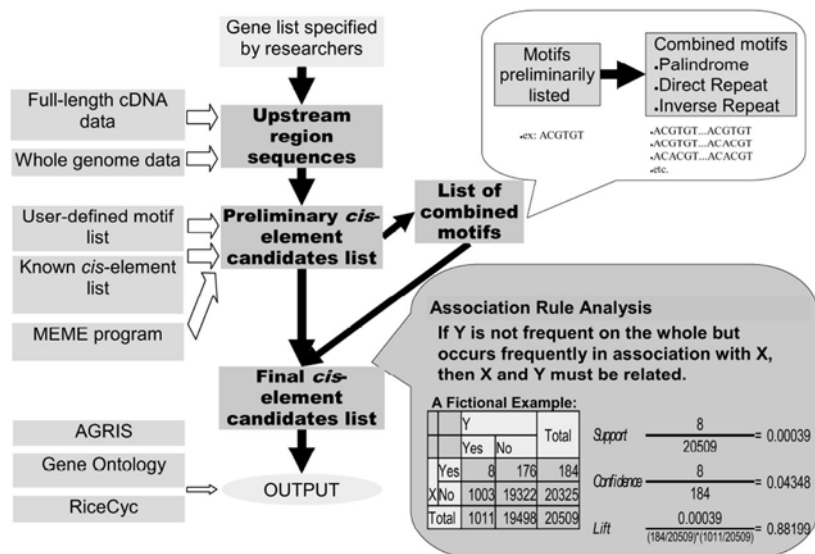 Gene list specified
by researchers
Full-length cDNA
data
Whole genome data
Upstream
region
sequences
User-defined motif
list
Known cis-element
list
MEME program
Preliminary cis-
element
candidates list
List of
combined
motifs
Motifs
preliminarily
listed
.ex: ACGTGT
Combined motifs
.Palindrome
.Direct Repeat
.Inverse Repeat
.ACGTGT...ACGTGT
.ACGTGT...ACACGT
.ACACGT...ACACGT
.etc.
Final cis-
element
candidates list
AGRIS
Gene Ontology
RiceCyc
OUTPUT
Association Rule Analysis
If Y is not frequent on the whole but
occurs frequently in association with X,
then X and Y must be related.
A Fictional Example:
Y Total
Yes No
X Yes 8 176 184
No 1003 19322 20325
Total 1011 19498 20509
Support 8 / 20509 = 0.00039
Confidence 8 / 184 = 0.04348
Lift 0.00039 / (184/20509)*(1011/20509) = 0.88199